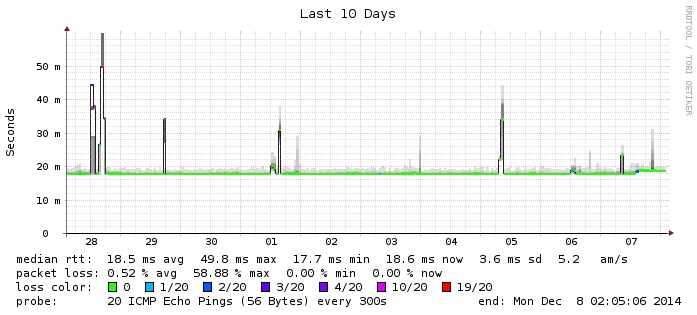 Last 10 Days
RRDTOOL / TOBI OETIKER
Seconds
50 m
40 m
30 m
20 m
10 m
0
28 29 30 01 02 03 04 05 06 07
median rtt: 18.5 ms avg 49.8 ms max 17.7 ms min 18.6 ms now 3.6 ms sd 5.2 am/s
packet loss: 0.52 % avg 58.88 % max 0.00 % min 0.00 % now
loss color: 0 1/20 2/20 3/20 4/20 10/20 19/20
probe: 20 ICMP Echo Pings (56 Bytes) every 300s end: Mon Dec 8 02:05:06 2014